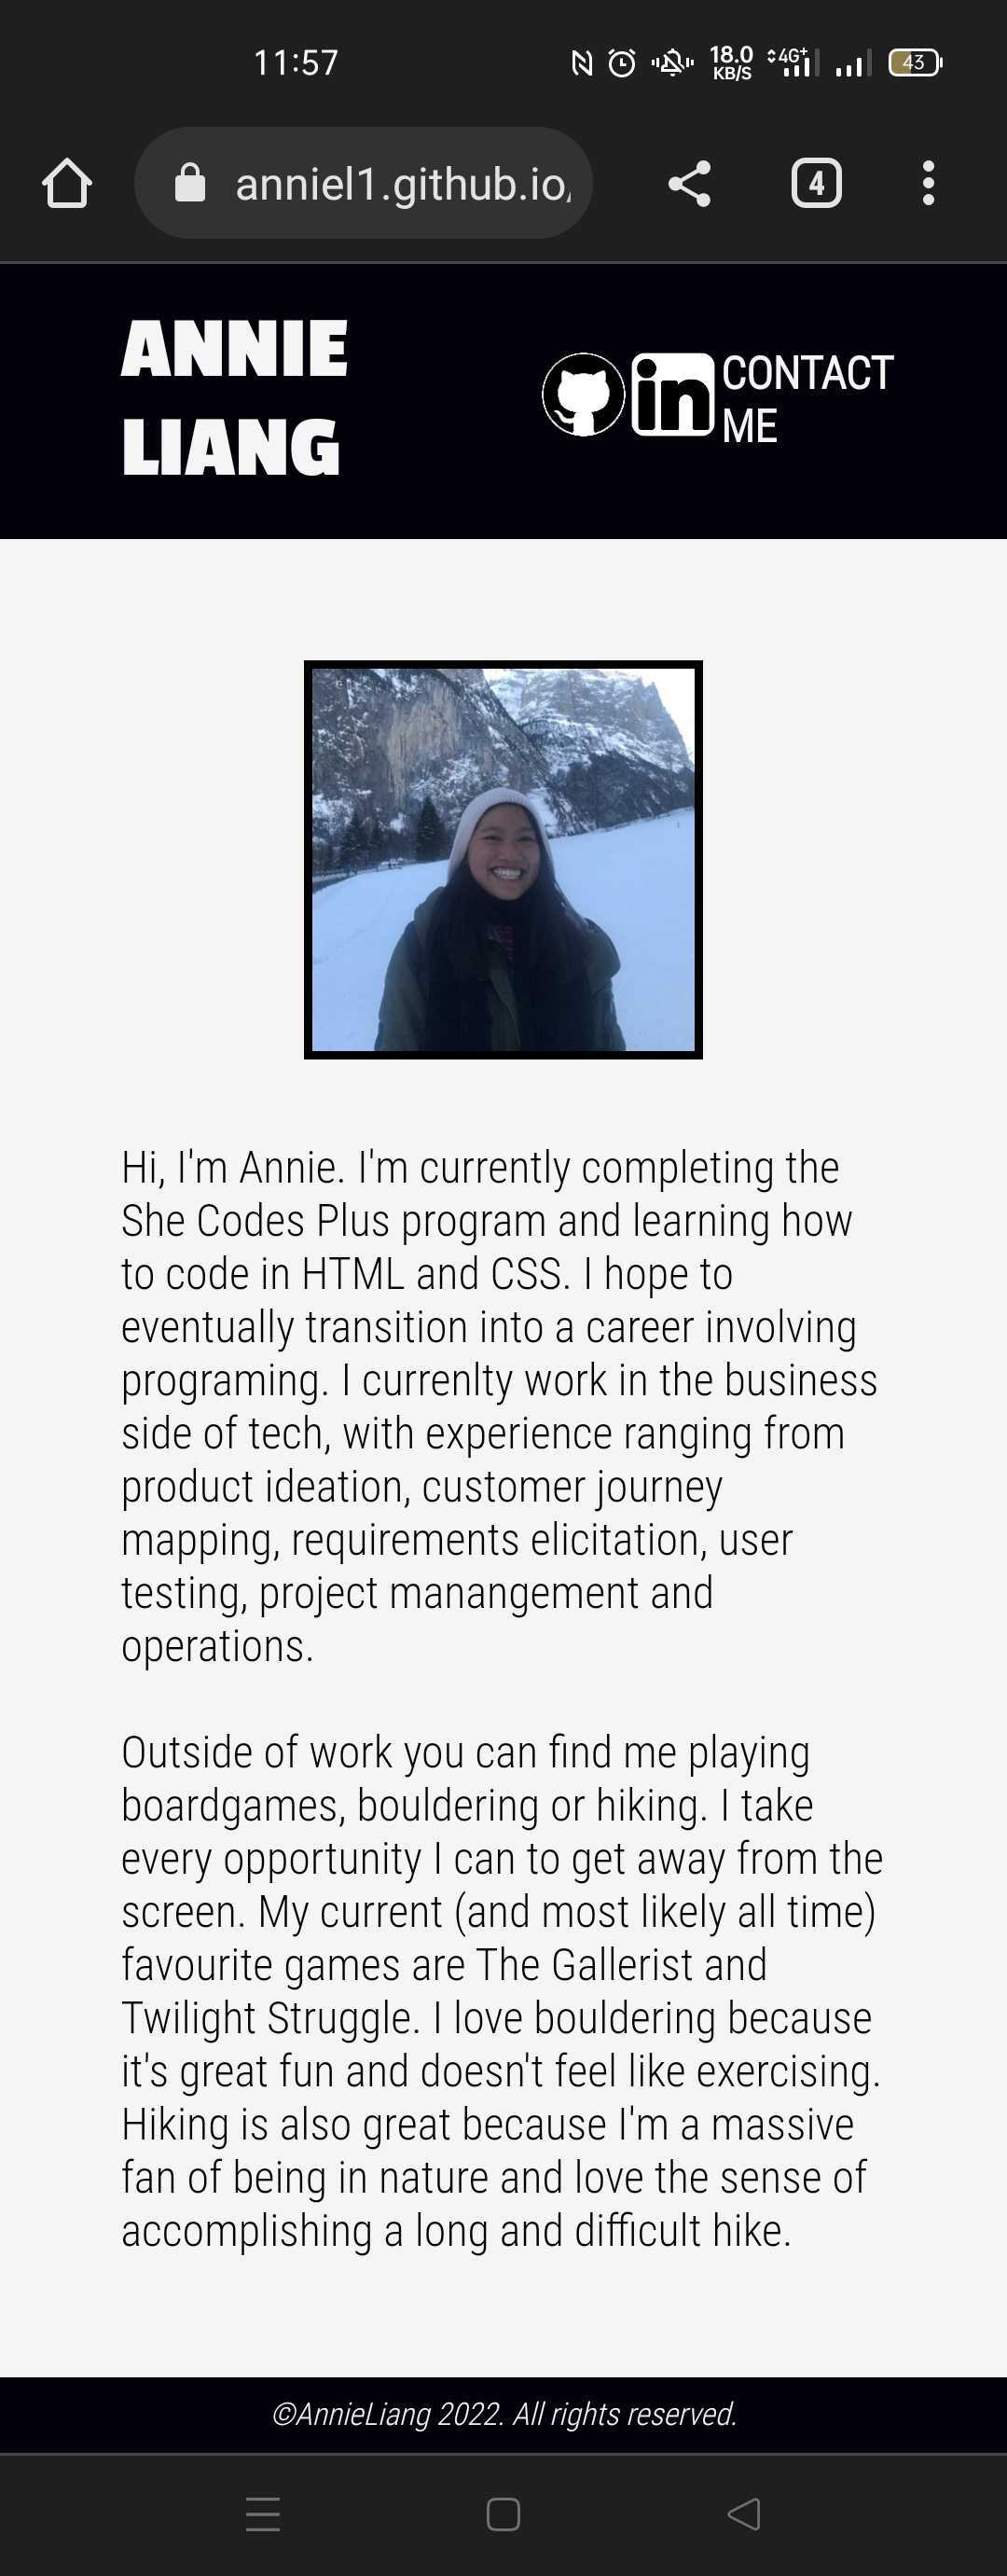 11:57
18.0
KB/S
4G+
43
anniel1.github.io
4
ANNIE
LIANG
in
CONTACT
ME
Hi, I'm Annie. I'm currently completing the
She Codes Plus program and learning how
to code in HTML and CSS. I hope to
eventually transition into a career involving
programing. I currenlty work in the business
side of tech, with experience ranging from
product ideation, customer journey
mapping, requirements elicitation, user
testing, project manangement and
operations.
Outside of work you can find me playing
boardgames, bouldering or hiking. I take
every opportunity I can to get away from the
screen. My current (and most likely all time)
favourite games are The Gallerist and
Twilight Struggle. I love bouldering because
it's great fun and doesn't feel like exercising.
Hiking is also great because I'm a massive
fan of being in nature and love the sense of
accomplishing a long and difficult hike.
©AnnieLiang 2022. All rights reserved.